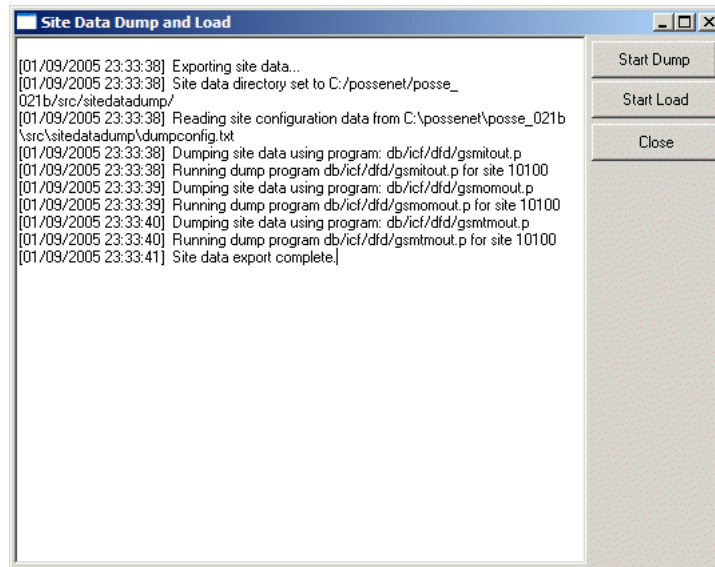 Site Data Dump and Load
[01/09/2005 23:33:38] Exporting site data...
[01/09/2005 23:33:38] Site data directory set to C:/possenet/posse_
021b/src/sitedatadump/
[01/09/2005 23:33:38] Reading site configuration data from C:\possenet\posse_021b
\src\sitedatadump\dumpconfig.txt
[01/09/2005 23:33:38] Dumping site data using program: db/icf/dfd/gsmitout.p
[01/09/2005 23:33:38] Running dump program db/icf/dfd/gsmitout.p for site 10100
[01/09/2005 23:33:39] Dumping site data using program: db/icf/dfd/gsmomout.p
[01/09/2005 23:33:39] Running dump program db/icf/dfd/gsmomout.p for site 10100
[01/09/2005 23:33:40] Dumping site data using program: db/icf/dfd/gsmtmout.p
[01/09/2005 23:33:40] Running dump program db/icf/dfd/gsmtmout.p for site 10100
[01/09/2005 23:33:41] Site data export complete.
Start Dump
Start Load
Close